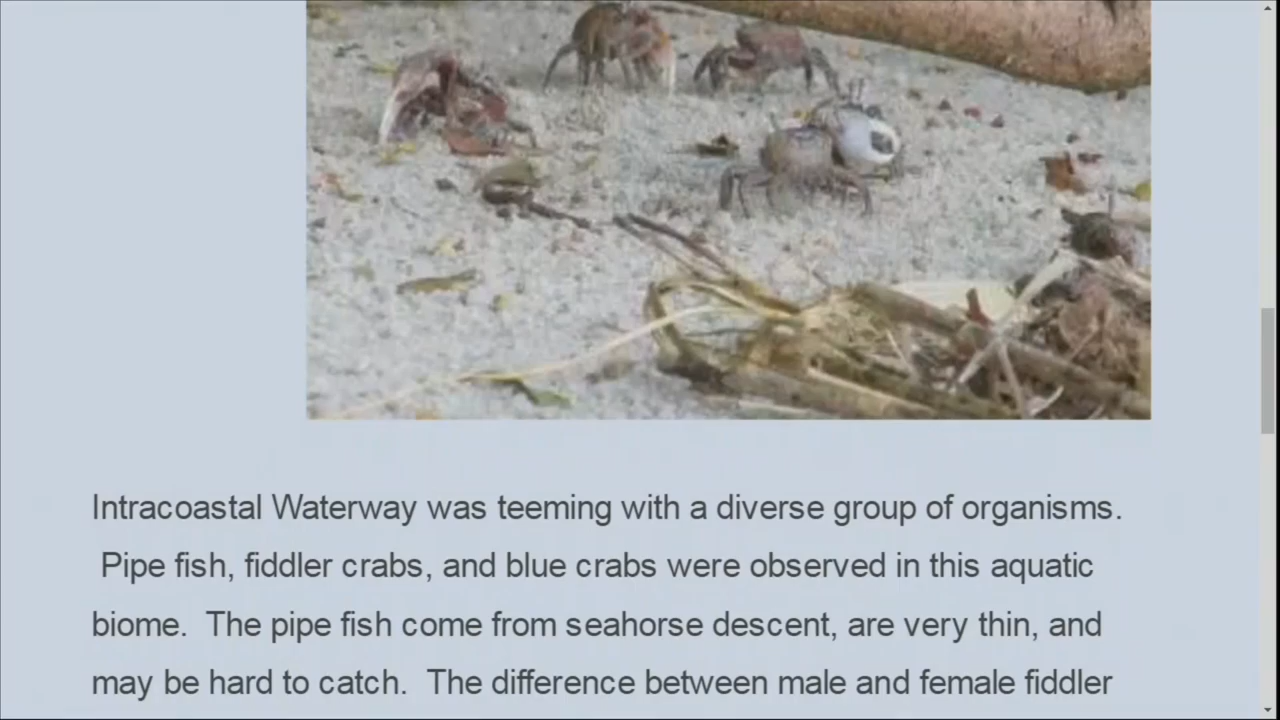 Intracoastal Waterway was teeming with a diverse group of organisms.
Pipe fish, fiddler crabs, and blue crabs were observed in this aquatic
biome. The pipe fish come from seahorse descent, are very thin, and
may be hard to catch. The difference between male and female fiddler